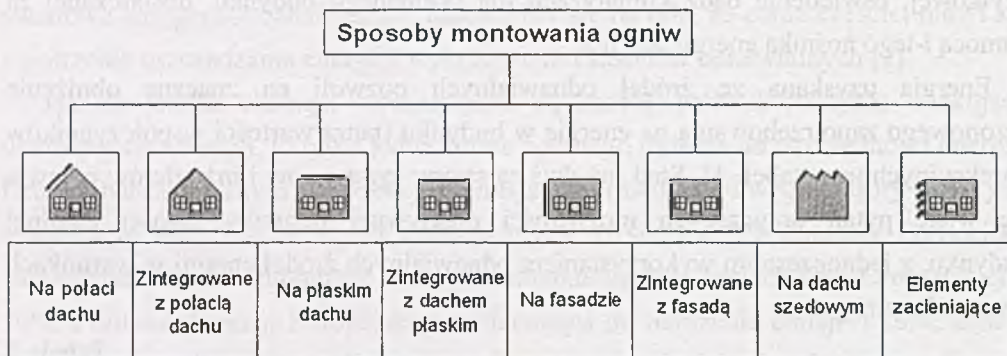 Sposoby montowania ogniw
Na połaci
dachu
Zintegrowane
z połacią
dachu
Na płaskim
dachu
Zintegrowane
z dachem
płaskim
Na fasadzie
Zintegrowane
z fasadą
Na dachu
szedowym
Elementy
zacieniające